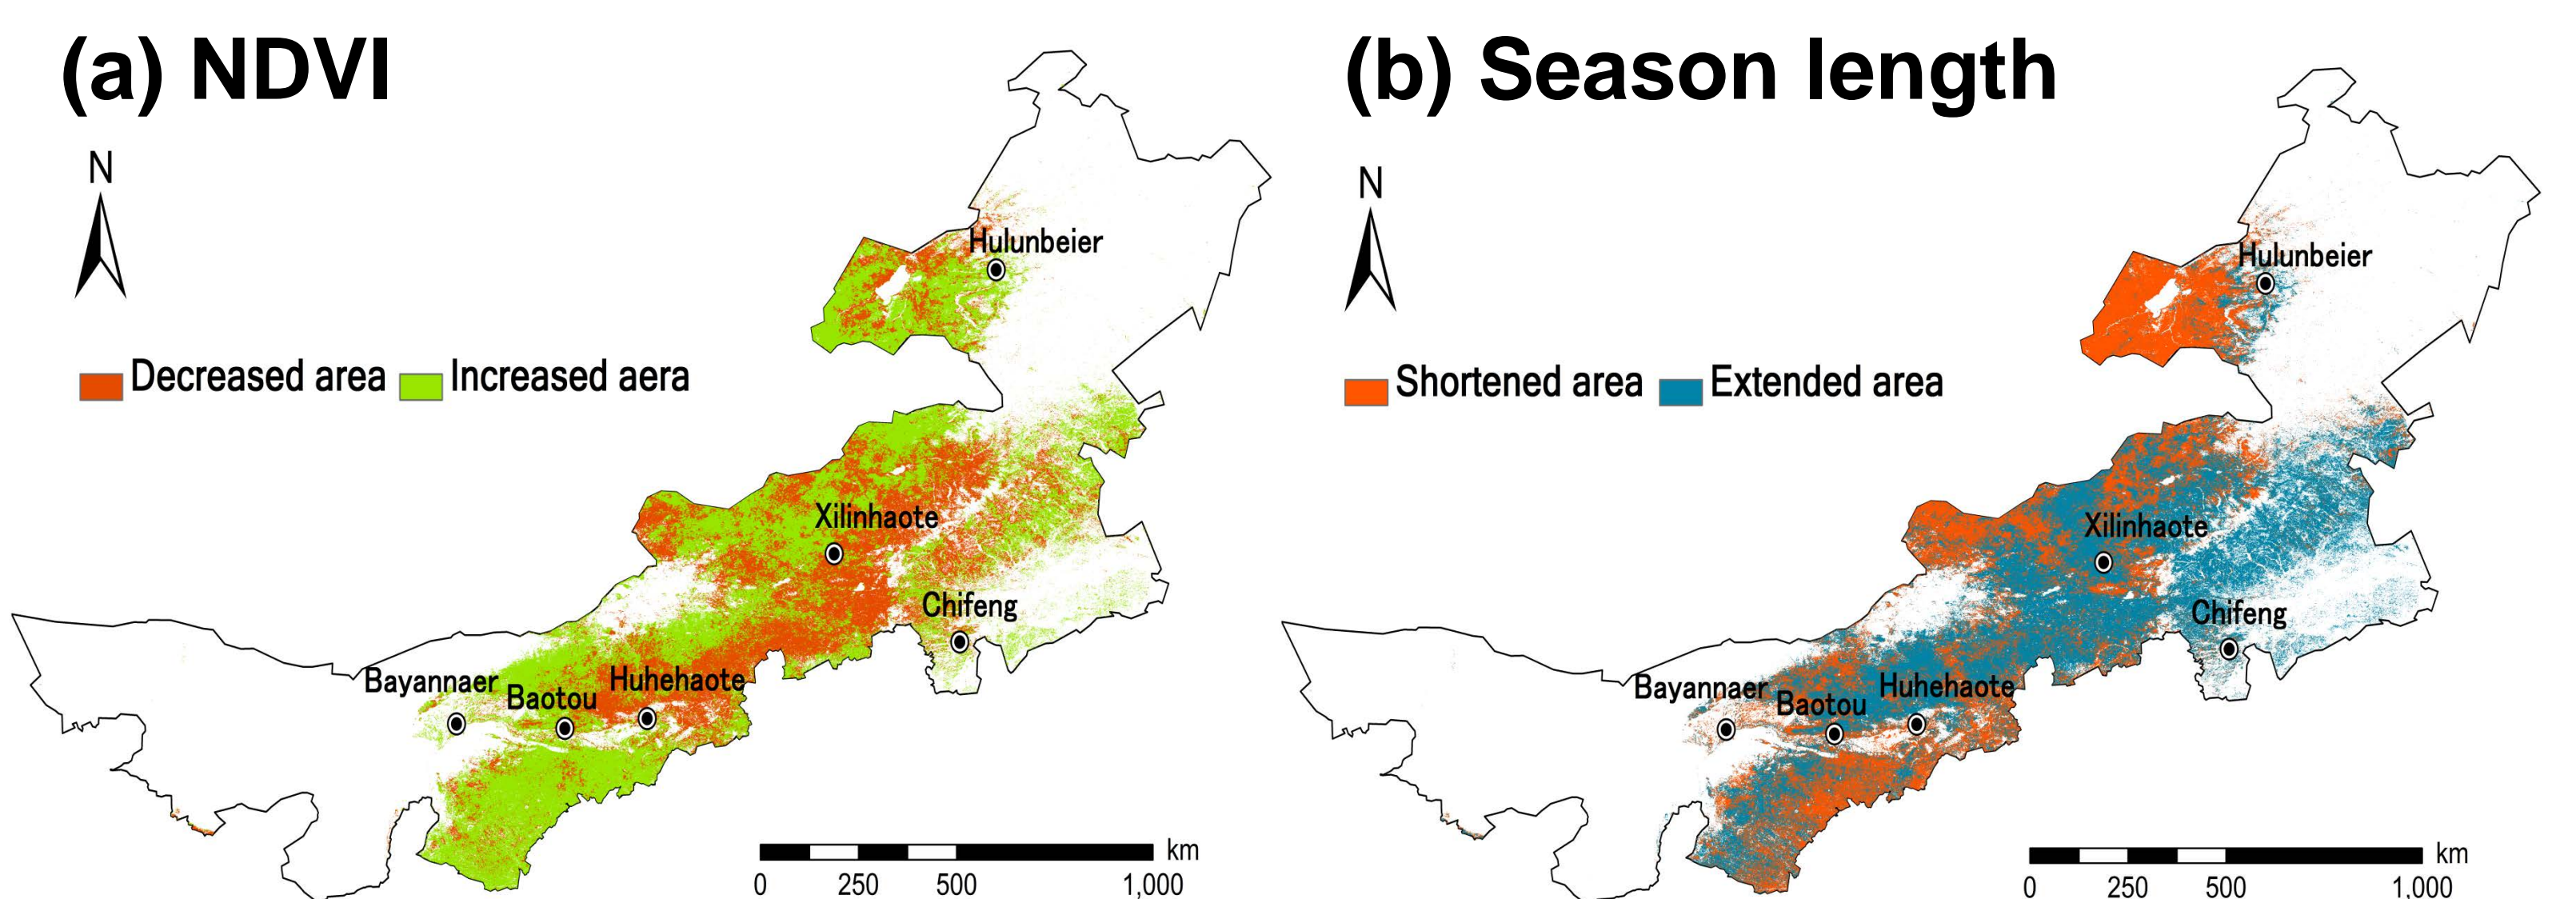 (a) NDVI
N
Hulunbeier
Decreased area
Increased aera
Xilinhaote
Chifeng
Bayannaer
Baotou
Huhehaote
km
0 250 500 1,000
(b) Season length
N
Hulunbeier
Shortened area
Extended area
Xilinhaote
Chifeng
Bayannaer
Baotou
Huhehaote
km
0 250 500 1,000